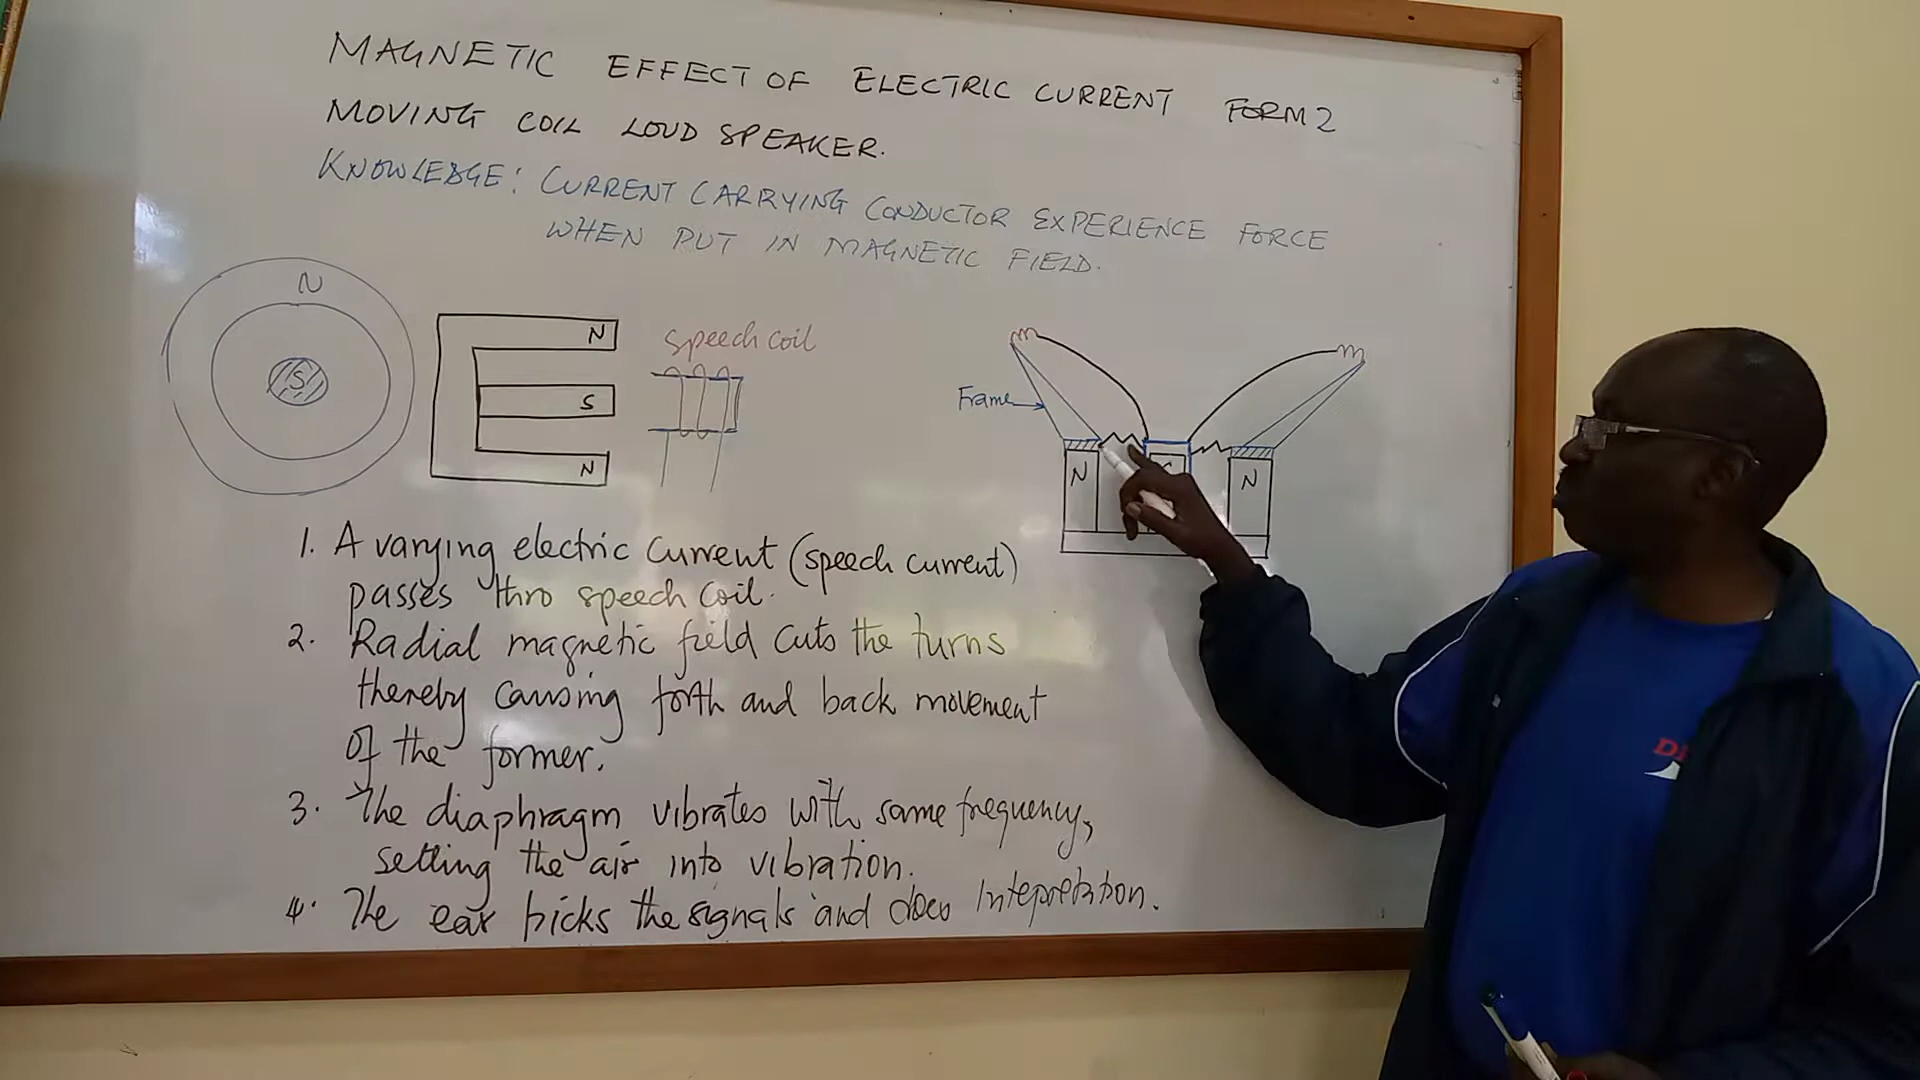 MAGNETIC EFFECT OF ELECTRIC CURRENT FORM 2
MOVING COIL LOUD SPEAKER.
KNOWLEDGE: CURRENT CARRYING CONDUCTOR EXPERIENCE FORCE
WHEN PUT IN MAGNETIC FIELD.
N
S
N
S
N
speech coil
Frame
N
N
1. A varying electric current (speech current)
passes thro speech coil.
2. Radial magnetic field cuts the turns
thereby causing forth and back movement
of the former.
3. The diaphragm vibrates with same frequency,
setting the air into vibration.
4. The ear picks the signals and does Intepretation.